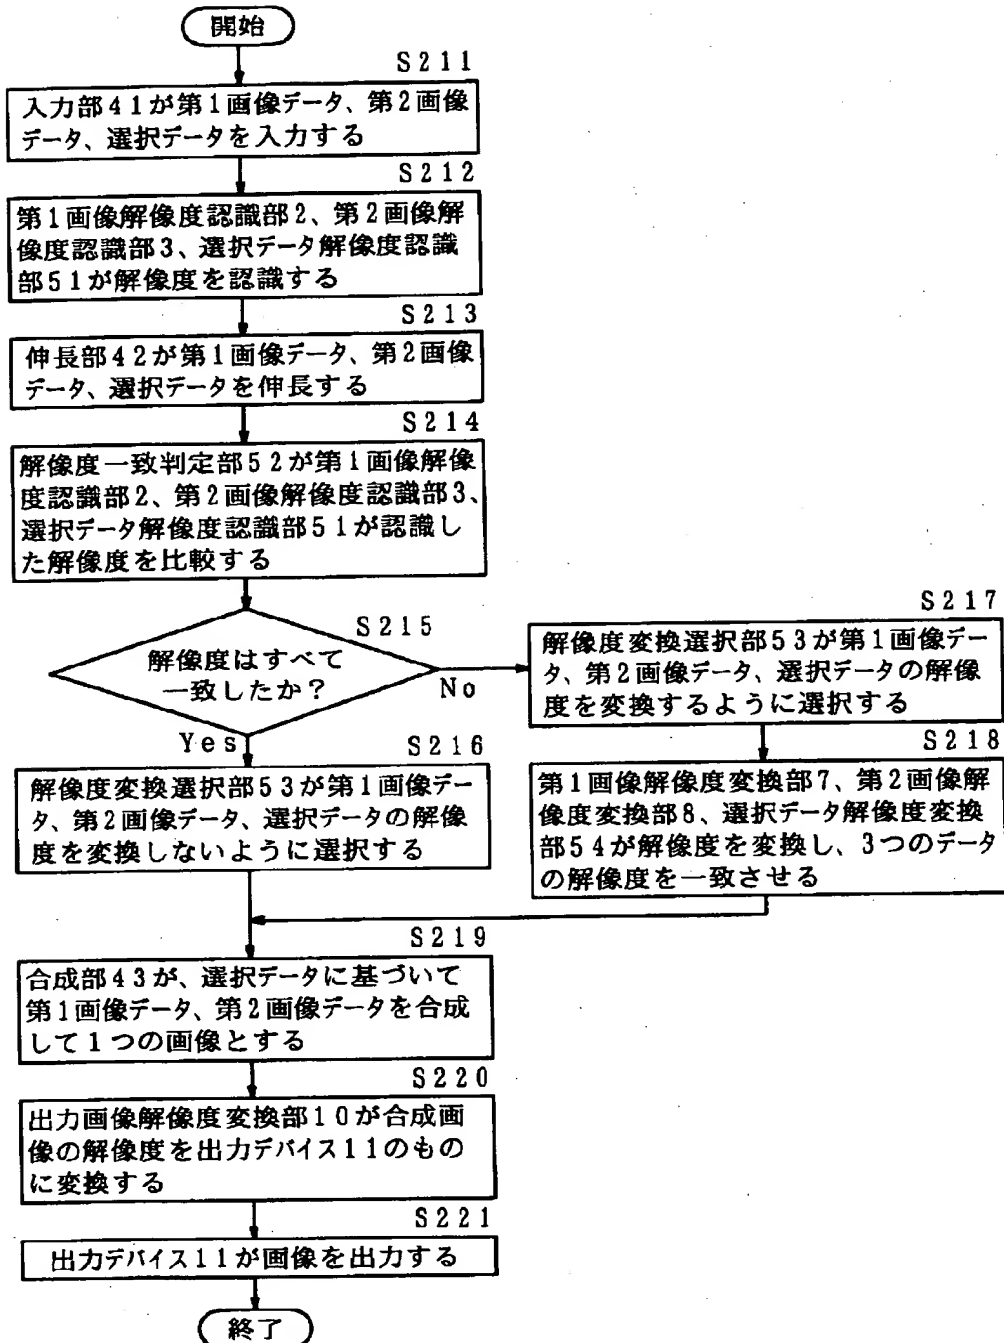 開始
S211
入力部41が第1画像データ、第2画像
データ、選択データを入力する
S212
第1画像解像度認識部2、第2画像解
像度認識部3、選択データ解像度認識
部51が解像度を認識する
S213
伸長部42が第1画像データ、第2画像
データ、選択データを伸長する
S214
解像度一致判定部52が第1画像解像
度認識部2、第2画像解像度認識部3、
選択データ解像度認識部51が認識し
た解像度を比較する
S215
解像度はすべて
一致したか?
No
Yes
S217
解像度変換選択部53が第1画像デー
タ、第2画像データ、選択データの解像
度を変換するように選択する
S216
解像度変換選択部53が第1画像デー
タ、第2画像データ、選択データの解像
度を変換しないように選択する
S218
第1画像解像度変換部7、第2画像解
像度変換部8、選択データ解像度変換
部54が解像度を変換し、3つのデータ
の解像度を一致させる
S219
合成部43が、選択データに基づいて
第1画像データ、第2画像データを合成
して1つの画像とする
S220
出力画像解像度変換部10が合成画
像の解像度を出力デバイス11のもの
に変換する
S221
出力デバイス11が画像を出力する
終了